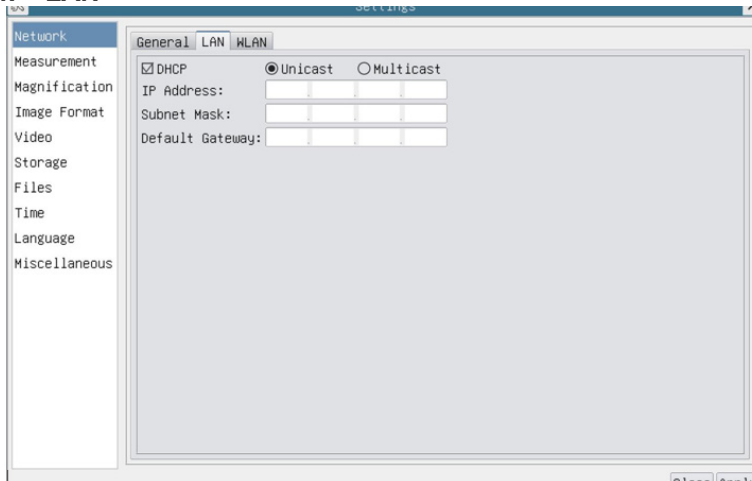 Settings
Network
Measurement
Magnification
Image Format
Video
Storage
Files
Time
Language
Miscellaneous
General LAN WLAN
DHCP Unicast Multicast
IP Address:
Subnet Mask:
Default Gateway: